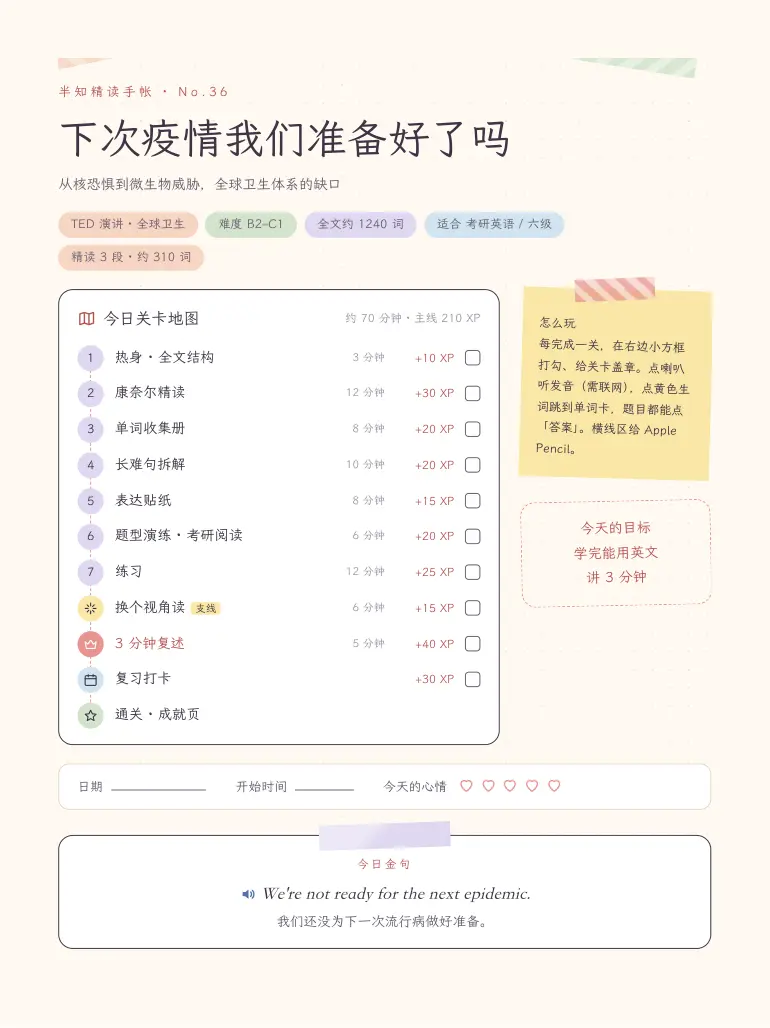 半知精读手帐 · No.36
下次疫情我们准备好了吗
从核恐惧到微生物威胁，全球卫生体系的缺口
TED 演讲·全球卫生 难度 B2–C1 全文约 1240 词 适合 考研英语 / 六级
精读 3 段·约 310 词
今日关卡地图 约 70 分钟·主线 210 XP
1 热身·全文结构 3 分钟 +10 XP
2 康奈尔精读 12 分钟 +30 XP
3 单词收集册 8 分钟 +20 XP
4 长难句拆解 10 分钟 +20 XP
5 表达贴纸 8 分钟 +15 XP
6 题型演练·考研阅读 6 分钟 +20 XP
7 练习 12 分钟 +25 XP
换个视角读 支线 6 分钟 +15 XP
3 分钟复述 5 分钟 +40 XP
复习打卡 +30 XP
通关·成就页
怎么玩
每完成一关，在右边小方框
打勾、给关卡盖章。点喇叭
听发音（需联网），点黄色生
词跳到单词卡，题目都能点
「答案」。横线区给 Apple
Pencil。
今天的目标
学完能用英文
讲 3 分钟
日期 开始时间 今天的心情
今日金句
We're not ready for the next epidemic.
我们还没为下一次流行病做好准备。